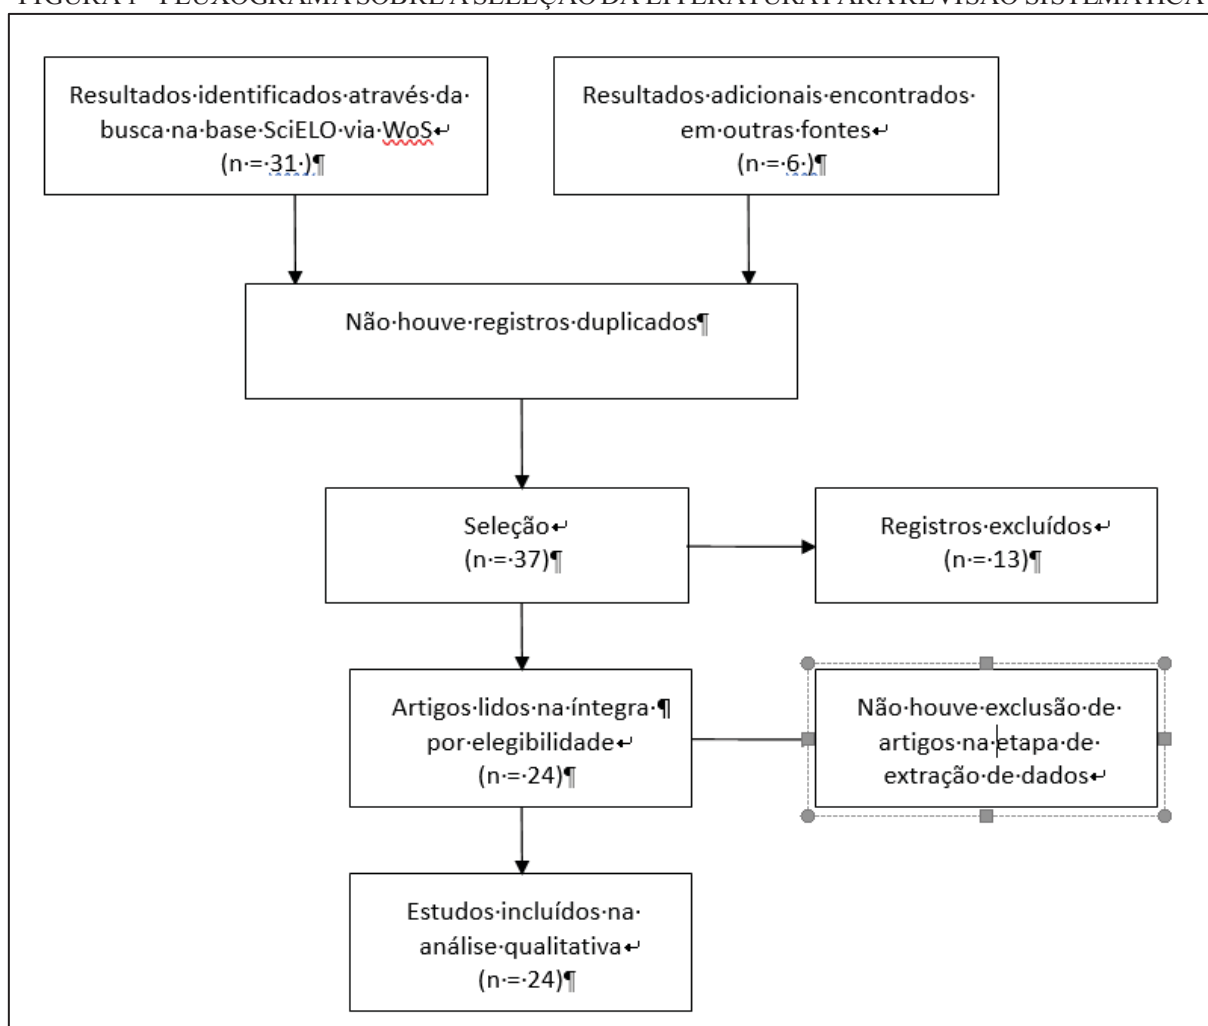 FIGURA 1 - FLUXOGRAMA SOBRE A SELEÇÃO DA LITERATURA PARA REVISÃO SISTEMÁTICA
Resultados·identificados·através·da·
busca·na·base·SciELO·via·WoS↵
(n·=·31·)¶
Resultados·adicionais·encontrados·
em·outras·fontes↵
(n·=·6·)¶
Não·houve·registros·duplicados¶
Seleção↵
(n·=·37)¶
Registros·excluídos↵
(n·=·13)¶
Artigos·lidos·na·íntegra·¶
por·elegibilidade↵
(n·=·24)¶
Não·houve·exclusão·de·
artigos·na·etapa·de·
extração·de·dados↵
Estudos·incluídos·na·
análise·qualitativa↵
(n·=·24)¶